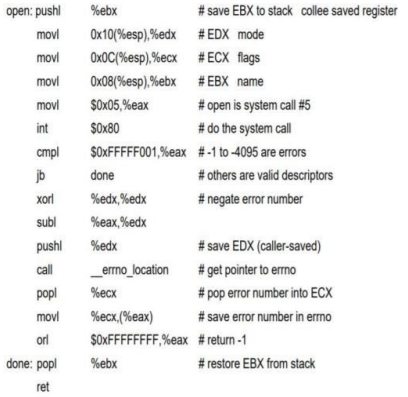 open: pushl %ebx # save EBX to stack collee saved register
movl 0x10(%esp),%edx # EDX mode
movl 0x0C(%esp),%ecx # ECX flags
movl 0x08(%esp),%ebx # EBX name
movl $0x05,%eax # open is system call #5
int $0x80 # do the system call
cmpl $0xFFFFF001,%eax # -1 to -4095 are errors
jb done # others are valid descriptors
xorl %edx,%edx # negate error number
subl %eax,%edx
pushl %edx # save EDX (caller-saved)
call __errno_location # get pointer to errno
popl %ecx # pop error number into ECX
movl %ecx,(%eax) # save error number in errno
orl $0xFFFFFFFF,%eax # return -1
done: popl %ebx # restore EBX from stack
ret